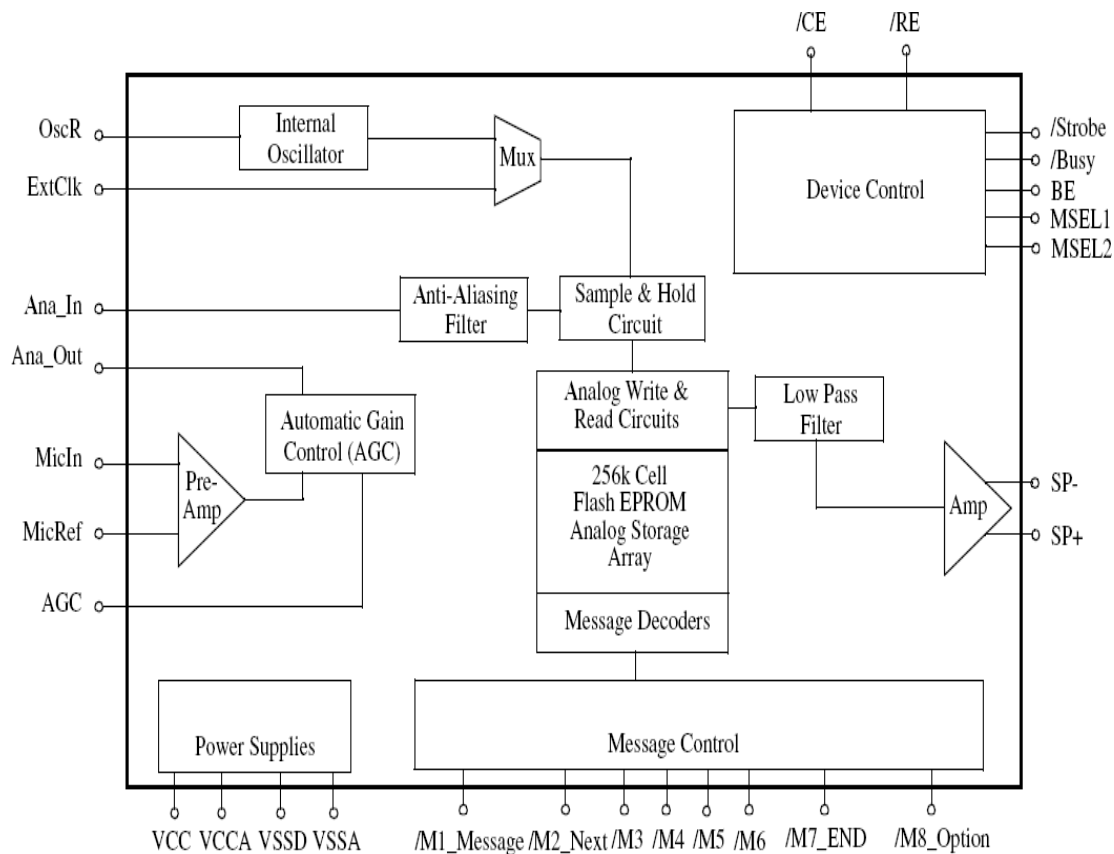 /CE
/RE
OscR
Internal
Oscillator
Mux
ExtClk
/Strobe
/Busy
BE
MSEL1
MSEL2
Device Control
Ana_In
Anti-Aliasing
Filter
Sample & Hold
Circuit
Ana_Out
Automatic Gain
Control (AGC)
Analog Write &
Read Circuits
Low Pass
Filter
MicIn
Pre-
Amp
MicRef
256k Cell
Flash EPROM
Analog Storage
Array
Amp
SP-
SP+
AGC
Message Decoders
Power Supplies
Message Control
VCC
VCCA
VSSD
VSSA
/M1_Message
/M2_Next
/M3
/M4
/M5
/M6
/M7_END
/M8_Option